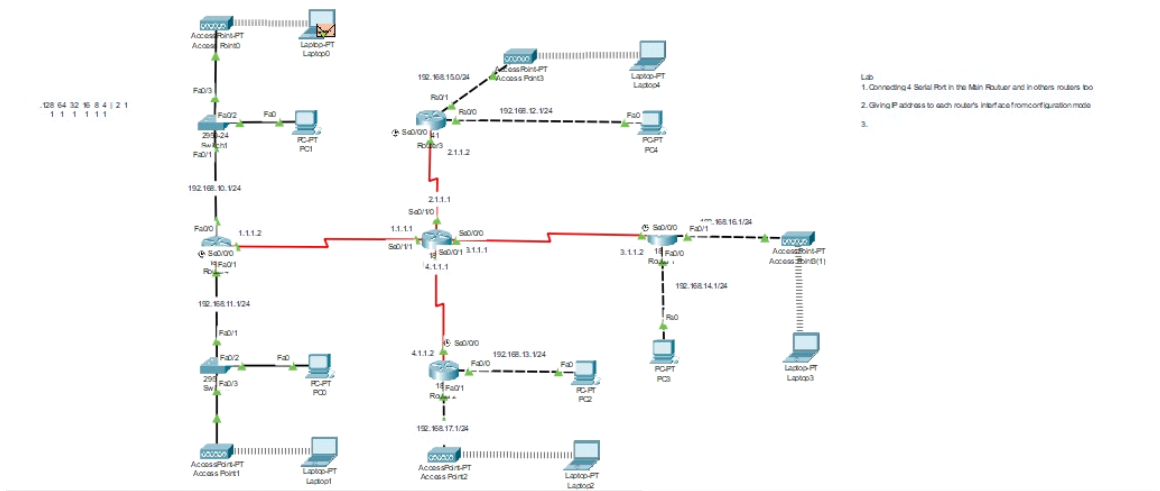 AccessPoint-PT
Access Point0
Laptop-PT
Laptop0
Fa0/3
.128 64 32 16 8 4 | 2 1
1 1 1 1 1 1
Fa0/2
Fa0
PC-PT
PC1
Fa0/1
192.168.10.1/24
Fa0/0
1.1.1.2
Se0/0/0
Fa0/1
192.168.11.1/24
Fa0/1
Fa0/2
Fa0
PC-PT
PC0
Fa0/3
AccessPoint-PT
Access Point1
Laptop-PT
Laptop1
AccessPoint-PT
Access Point3
Laptop-PT
Laptop4
192.168.15.0/24
Fa0/1
Fa0/0
192.168.12.1/24
Fa0
PC-PT
PC4
Se0/0/0
Router3
2.1.1.2
2.1.1.1
Se0/1/0
1.1.1.1
Se0/1/1
Se0/0/0
Se0/0/1
3.1.1.1
4.1.1.1
Se0/0/0
3.1.1.2
Fa0/0
Fa0/1
.168.16.1/24
AccessPoint-PT
192.168.14.1/24
Fa0
PC-PT
PC3
Laptop-PT
Laptop3
Se0/0/0
4.1.1.2
Fa0/0
192.168.13.1/24
Fa0
PC-PT
PC2
Fa0/1
192.168.17.1/24
AccessPoint-PT
Access Point2
Laptop-PT
Laptop2
Lab
1. Connecting 4 Serial Port in the Main Routuer and in others routers too
2. Giving IP address to each router's interface from configuration mode
3.